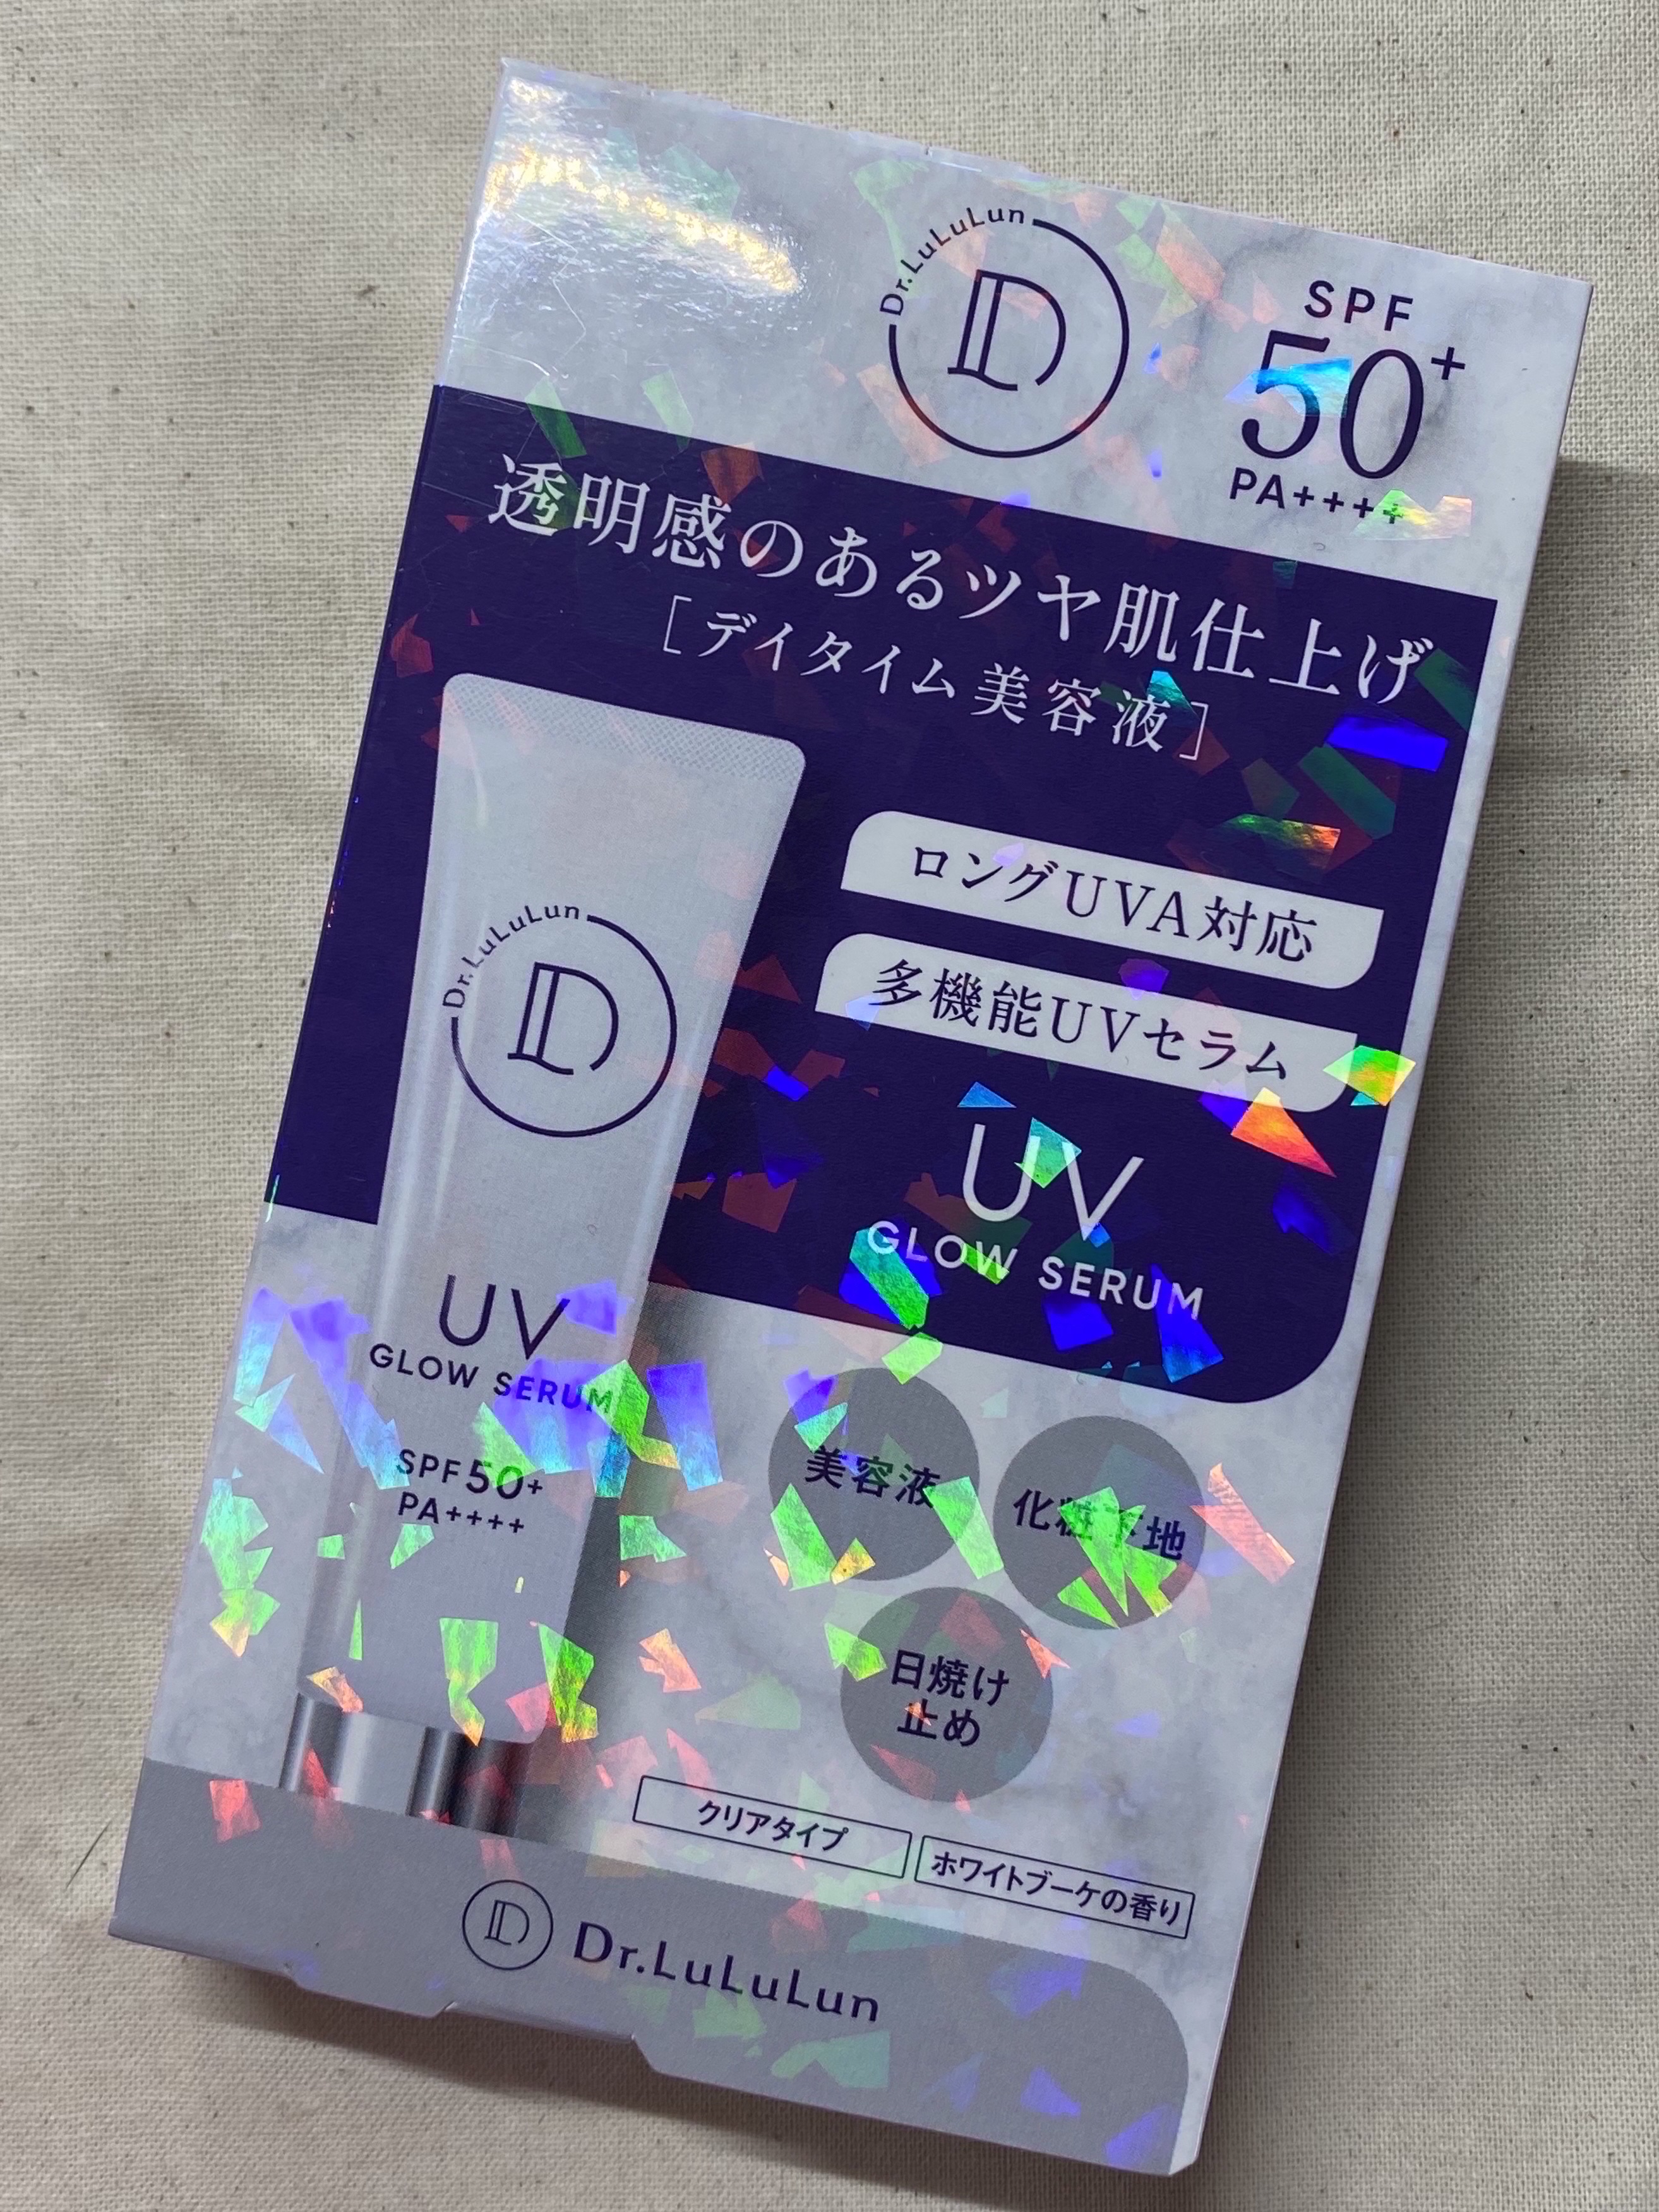 Dr.LuLuLun
SPF
50+
PA++++
透明感のあるツヤ肌仕上げ
［デイタイム美容液］
ロングUVA対応
多機能UVセラム
UV
GLOW SERUM
Dr.LuLuLun
UV
GLOW SERUM
SPF50+
PA++++
美容液
化粧下地
日焼け
止め
クリアタイプ
ホワイトブーケの香り
Dr.LuLuLun